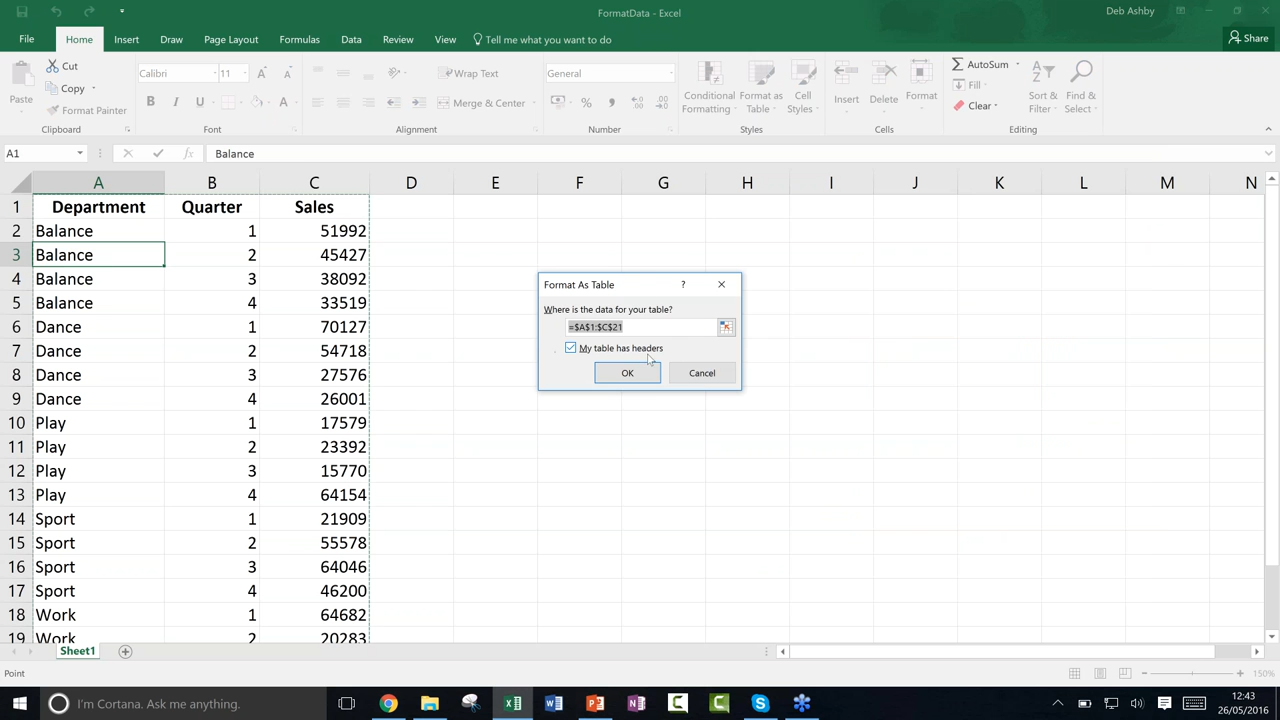 FormatData - Excel
Deb Ashby
File Home Insert Draw Page Layout Formulas Data Review View Tell me what you want to do Share
Paste
Cut
Copy
Format Painter
Clipboard
Calibri 11
B I U
Font
Wrap Text
Merge & Center
Alignment
General
%
Number
Conditional Formatting
Format as Table
Cell Styles
Styles
Insert
Delete
Format
Cells
AutoSum
Fill
Clear
Sort & Filter
Find & Select
Editing
A1 fx Balance
A B C D E F G H I J K L M N
1 Department Quarter Sales
2 Balance 1 51992
3 Balance 2 45427
4 Balance 3 38092
5 Balance 4 33519
6 Dance 1 70127
7 Dance 2 54718
8 Dance 3 27576
9 Dance 4 26001
10 Play 1 17579
11 Play 2 23392
12 Play 3 15770
13 Play 4 64154
14 Sport 1 21909
15 Sport 2 55578
16 Sport 3 64046
17 Sport 4 46200
18 Work 1 64682
19 Work 2 20283
Format As Table ?
Where is the data for your table?
=$A$1:$C$21
My table has headers
OK Cancel
Sheet1
Point
150%
I'm Cortana. Ask me anything.
12:43
26/05/2016